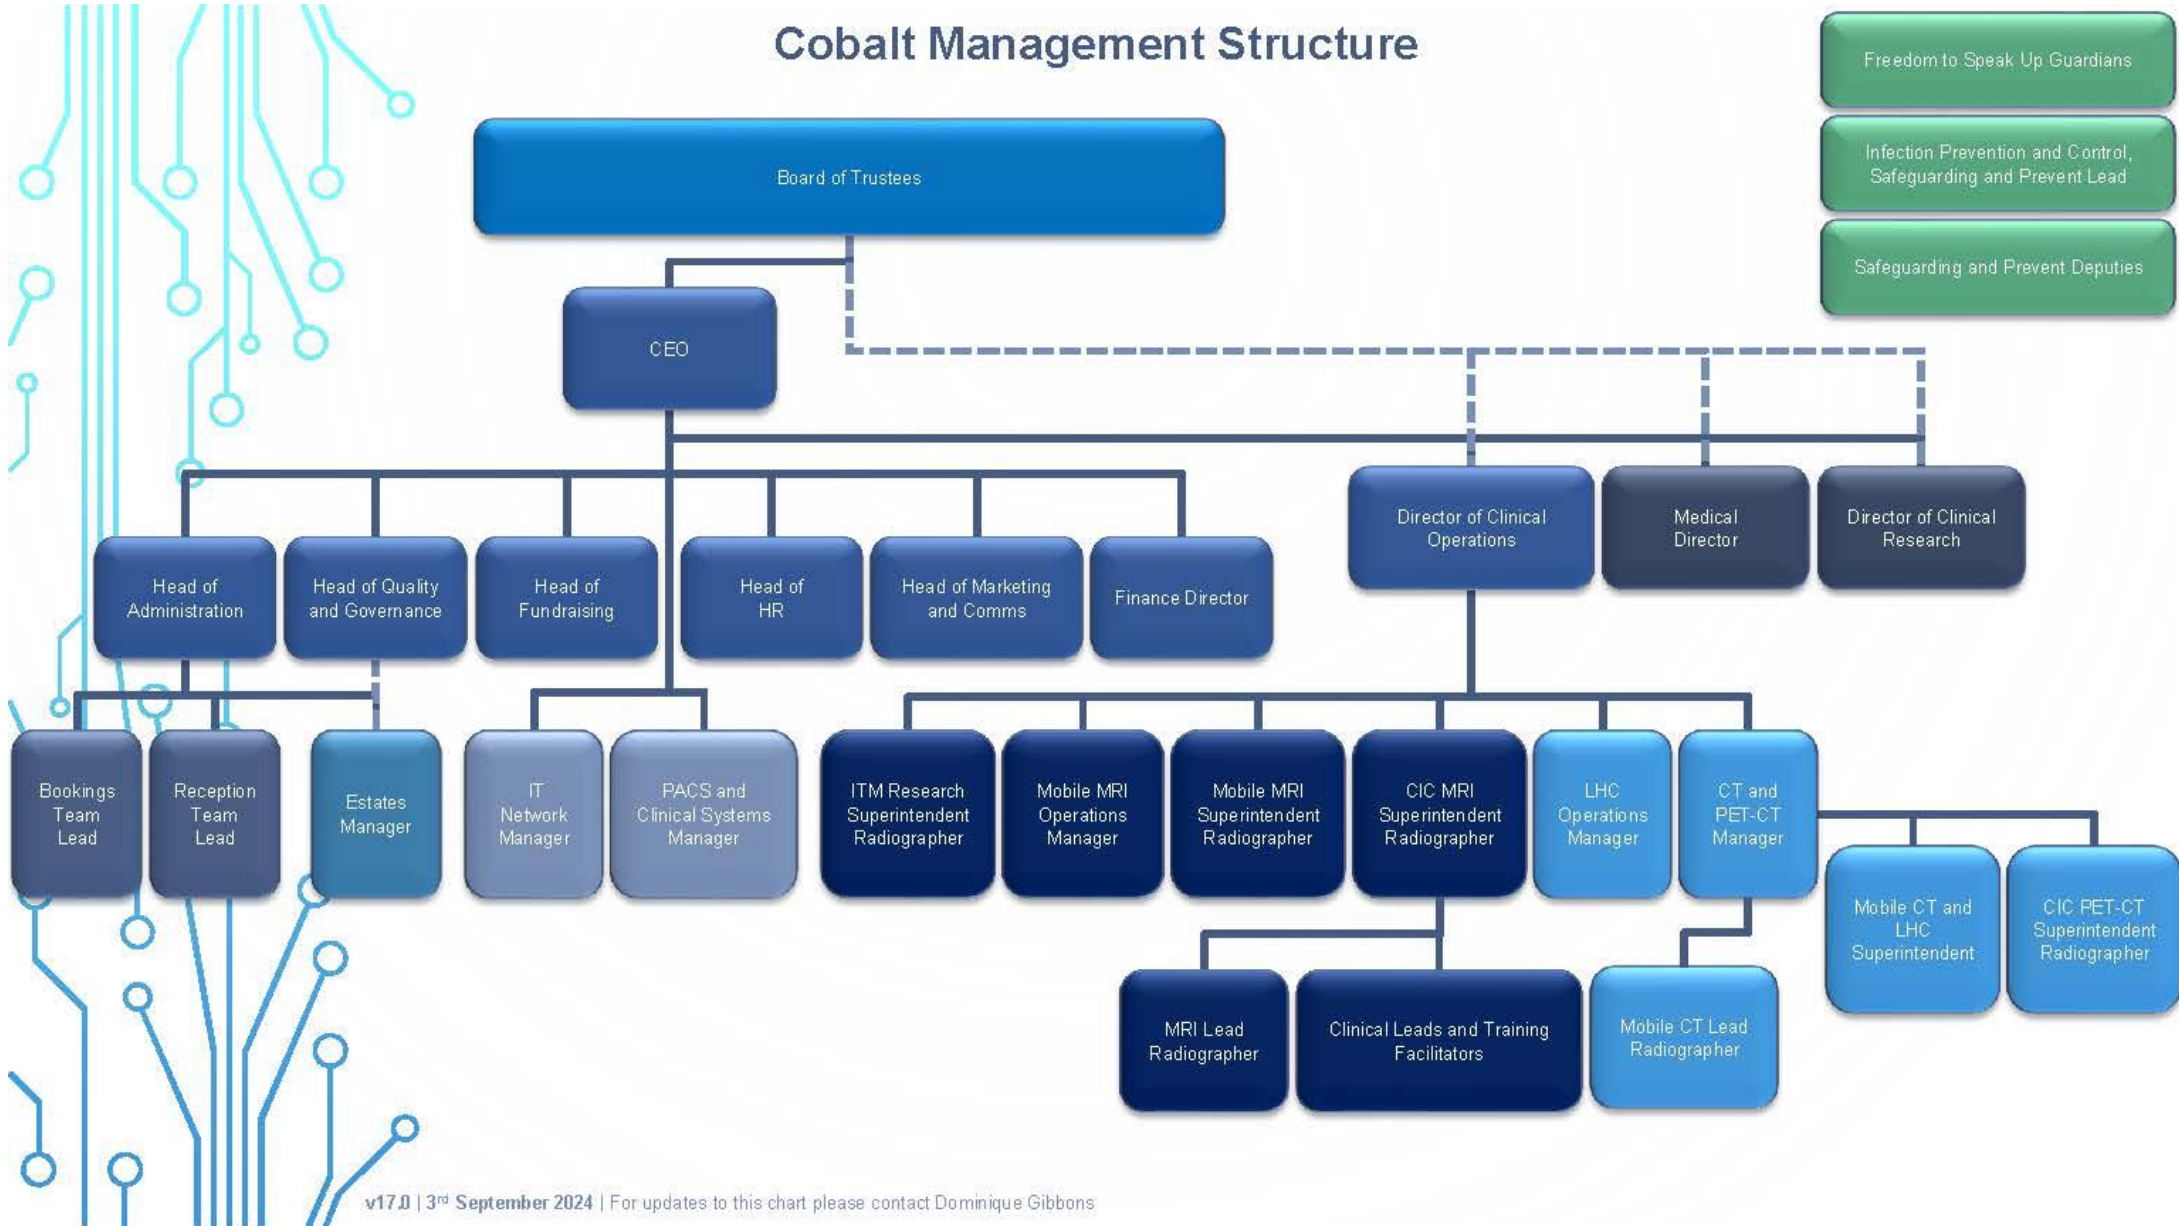 Cobalt Management Structure
Freedom to Speak Up Guardians
Infection Prevention and Control,
Safeguarding and Prevent Lead
Safeguarding and Prevent Deputies
Board of Trustees
CEO
Director of Clinical
Operations
Medical
Director
Director of Clinical
Research
Head of
Administration
Head of Quality
and Governance
Head of
Fundraising
Head of
HR
Head of Marketing
and Comms
Finance Director
Bookings
Team
Lead
Reception
Team
Lead
Estates
Manager
IT
Network
Manager
PACS and
Clinical Systems
Manager
ITM Research
Superintendent
Radiographer
Mobile MRI
Operations
Manager
Mobile MRI
Superintendent
Radiographer
CIC MRI
Superintendent
Radiographer
LHC
Operations
Manager
CT and
PET-CT
Manager
Mobile CT and
LHC
Superintendent
CIC PET-CT
Superintendent
Radiographer
MRI Lead
Radiographer
Clinical Leads and Training
Facilitators
Mobile CT Lead
Radiographer
v17.0 | 3rd September 2024 | For updates to this chart please contact Dominique Gibbons